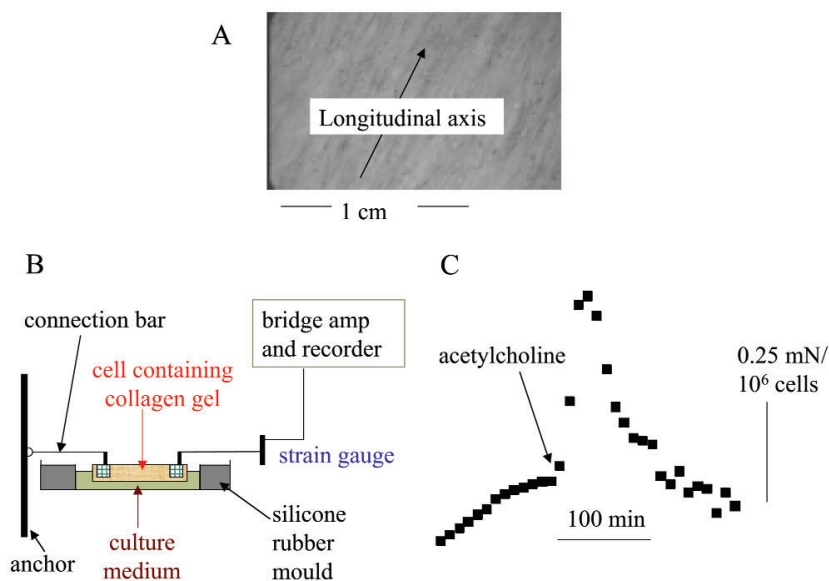 A
Longitudinal axis
1 cm
B
connection bar
bridge amp
and recorder
cell containing
collagen gel
strain gauge
silicone
rubber
mould
culture
medium
anchor
C
acetylcholine
0.25 mN/
10⁶ cells
100 min